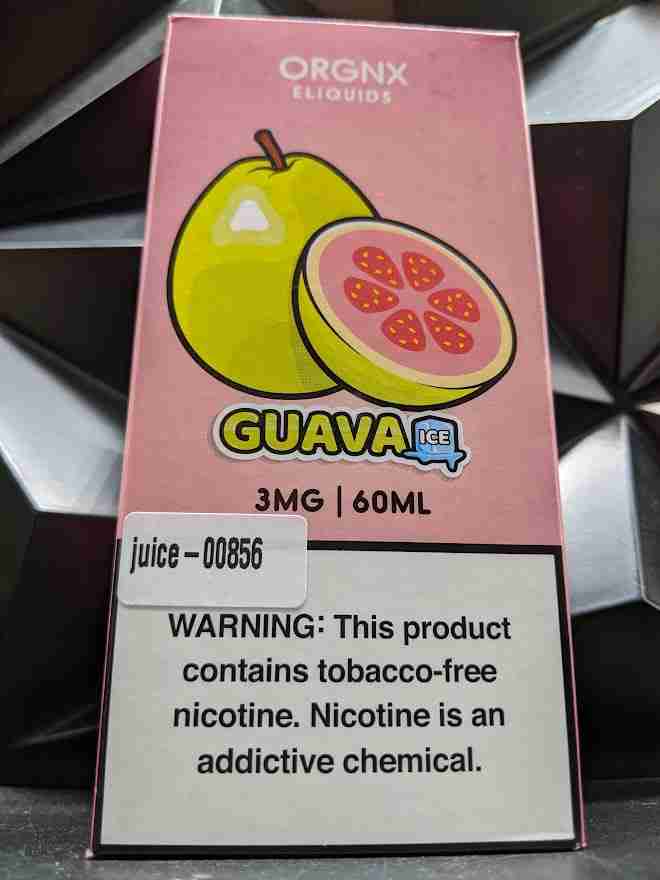 ORGNX
ELIQUIDS
GUAVA ICE
3MG | 60ML
juice – 00856
WARNING: This product
contains tobacco-free
nicotine. Nicotine is an
addictive chemical.